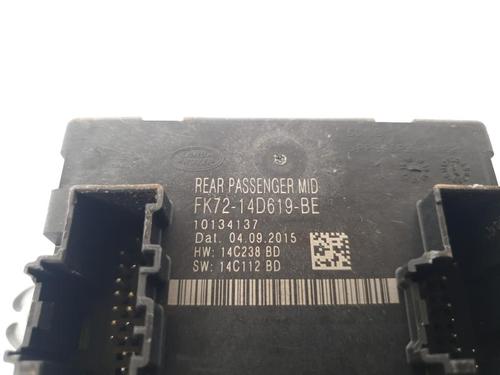 REAR PASSENGER MID
FK72-14D619-BE
10134137
Dat. 04.09.2015
HW: 14C238 BD
SW: 14C112 BD